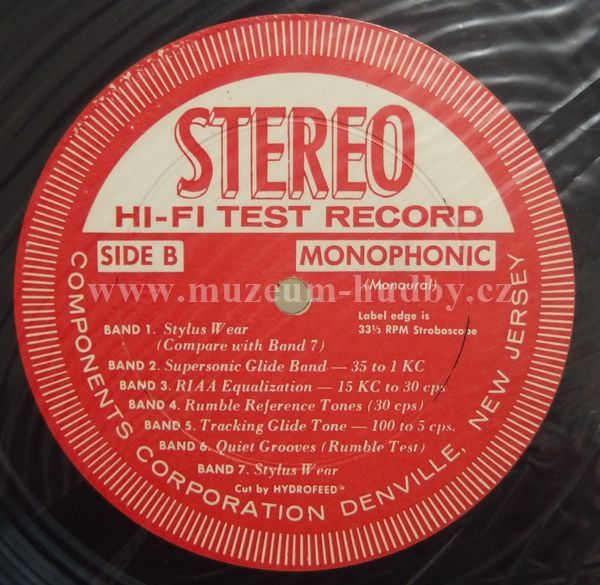 STEREO
HI-FI TEST RECORD
SIDE B
MONOPHONIC
(Monaural)
www.muzeum-hudby.cz
Label edge is
33⅓ RPM Stroboscope
BAND 1. Stylus Wear
(Compare with Band 7)
BAND 2. Supersonic Glide Band — 35 to 1 KC
BAND 3. RIAA Equalization — 15 KC to 30 cps
BAND 4. Rumble Reference Tones (30 cps)
BAND 5. Tracking Glide Tone — 100 to 5 cps.
BAND 6. Quiet Grooves (Rumble Test)
BAND 7. Stylus Wear
Cut by HYDROFEED
COMPONENTS CORPORATION DENVILLE, NEW JERSEY